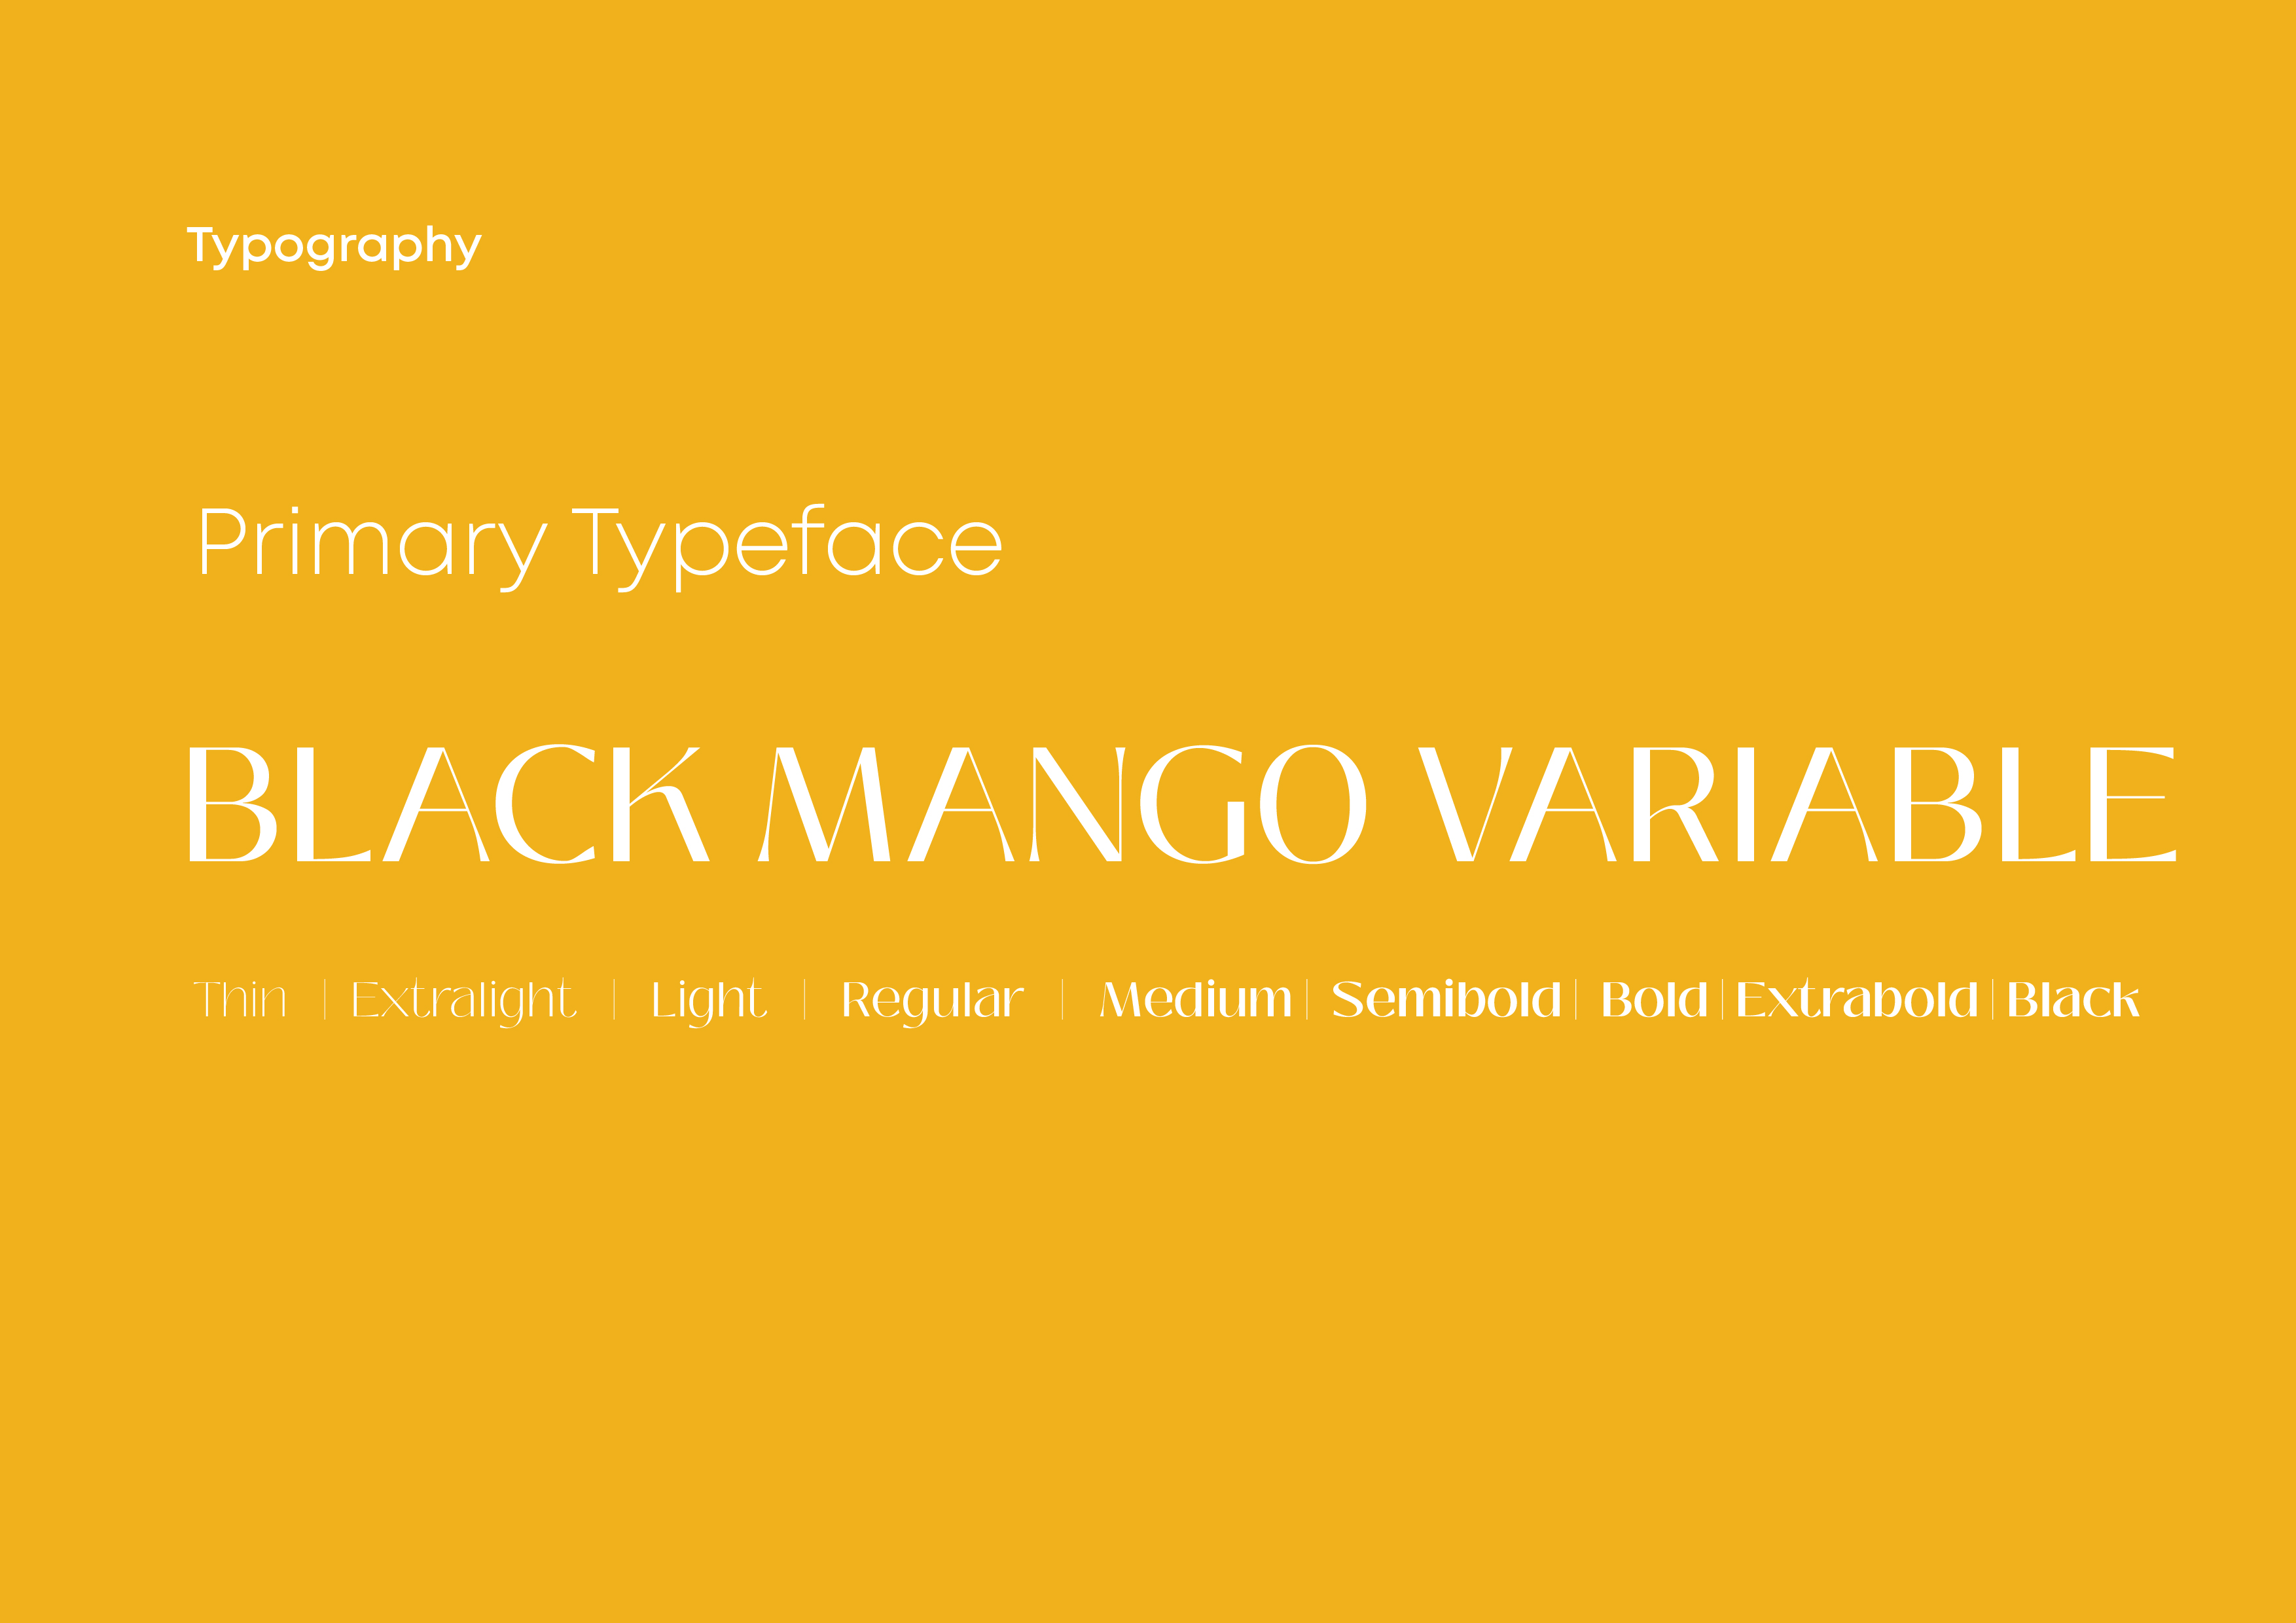 Typography
Primary Typeface
BLACK MANGO VARIABLE
Thin | Extralight | Light | Regular | Medium | Semibold | Bold | Extrabold | Black